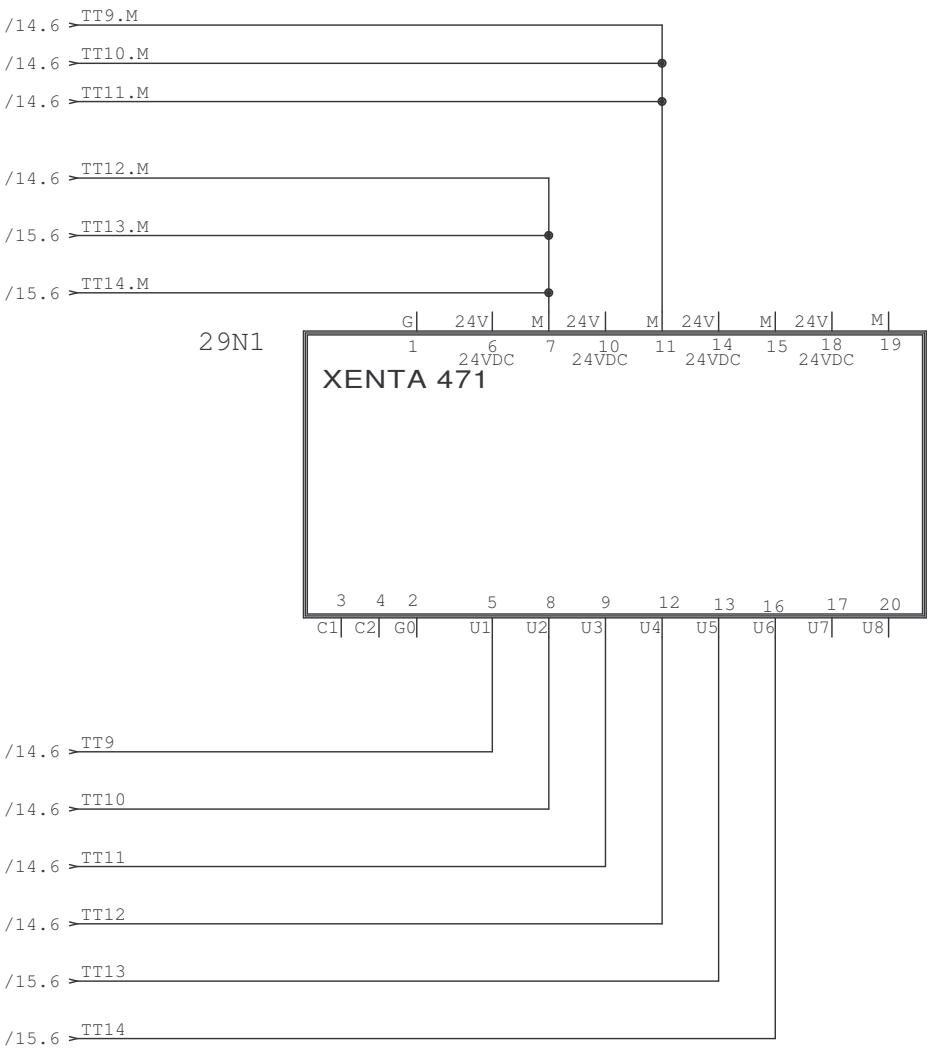 /14.6 > TT9.M
/14.6 > TT10.M
/14.6 > TT11.M
/14.6 > TT12.M
/15.6 > TT13.M
/15.6 > TT14.M
G 24V M 24V M 24V M 24V M
29N1
1 6 7 10 11 14 15 18 19
24VDC 24VDC 24VDC 24VDC
XENTA 471
3 4 2 5 8 9 12 13 16 17 20
C1 C2 G0 U1 U2 U3 U4 U5 U6 U7 U8
/14.6 > TT9
/14.6 > TT10
/14.6 > TT11
/14.6 > TT12
/15.6 > TT13
/15.6 > TT14